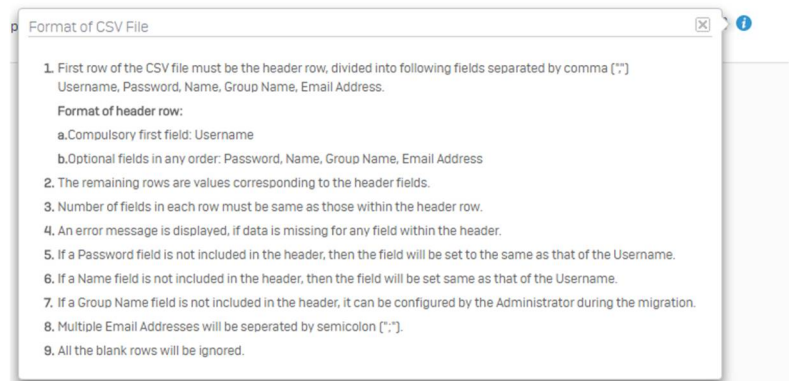 p
Format of CSV File
1. First row of the CSV file must be the header row, divided into following fields separated by comma (",")
Username, Password, Name, Group Name, Email Address.
Format of header row:
a.Compulsory first field: Username
b.Optional fields in any order: Password, Name, Group Name, Email Address
2. The remaining rows are values corresponding to the header fields.
3. Number of fields in each row must be same as those within the header row.
4. An error message is displayed, if data is missing for any field within the header.
5. If a Password field is not included in the header, then the field will be set to the same as that of the Username.
6. If a Name field is not included in the header, then the field will be set same as that of the Username.
7. If a Group Name field is not included in the header, it can be configured by the Administrator during the migration.
8. Multiple Email Addresses will be seperated by semicolon (";").
9. All the blank rows will be ignored.